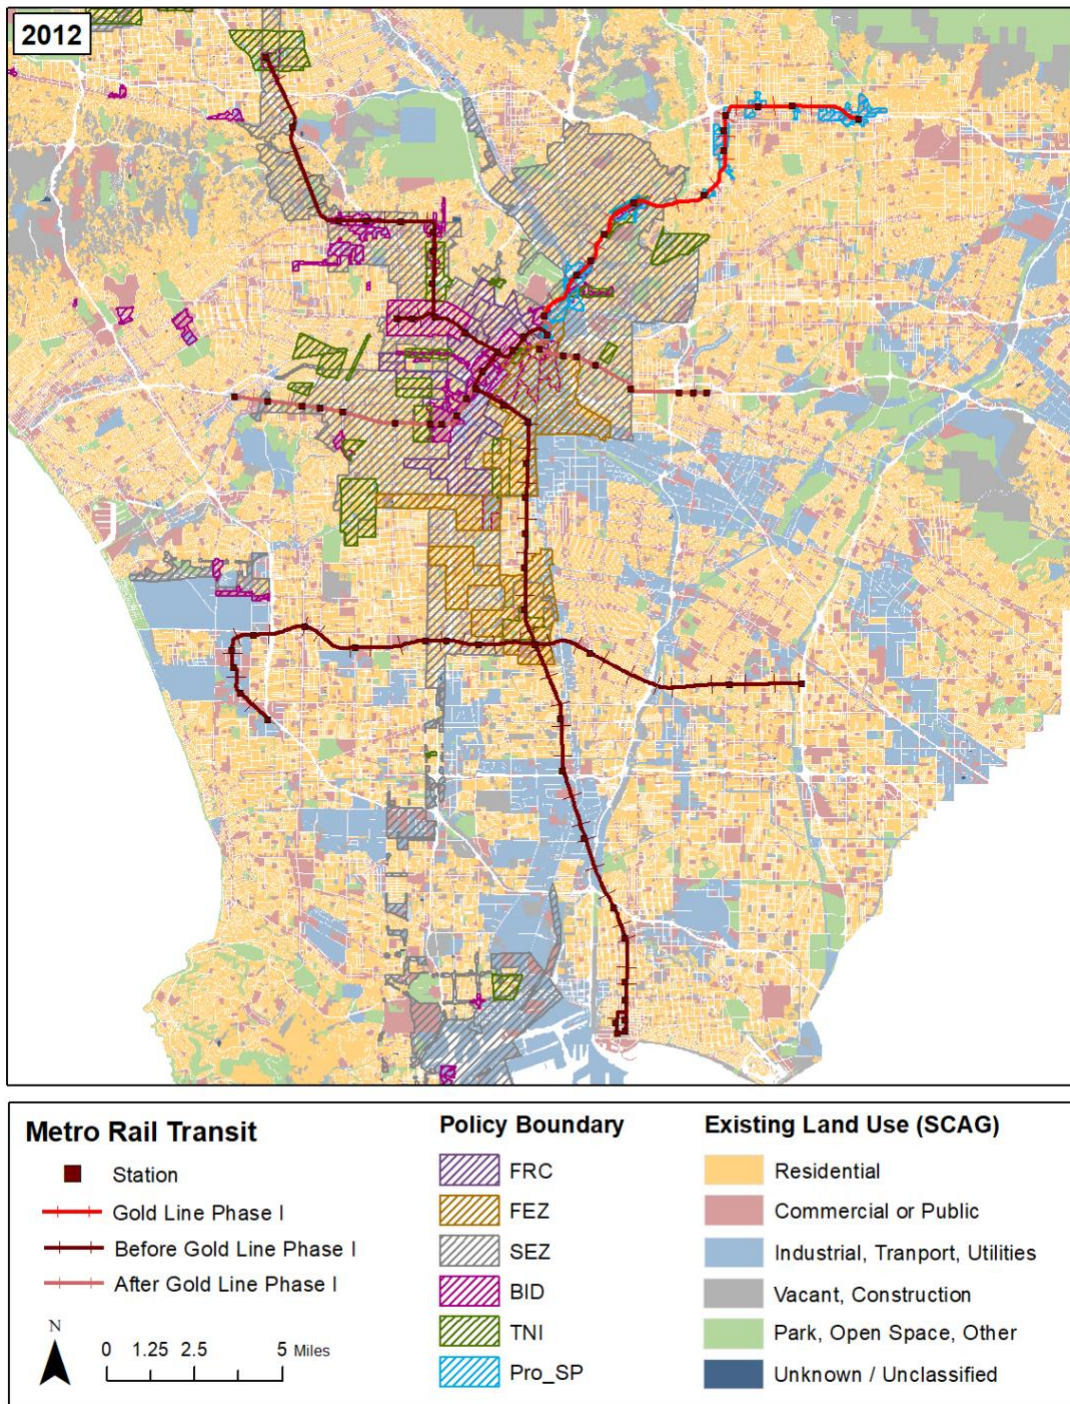 2012
Metro Rail Transit
Station
Gold Line Phase I
Before Gold Line Phase I
After Gold Line Phase I
N
0 1.25 2.5 5 Miles
Policy Boundary
FRC
FEZ
SEZ
BID
TNI
Pro_SP
Existing Land Use (SCAG)
Residential
Commercial or Public
Industrial, Tranport, Utilities
Vacant, Construction
Park, Open Space, Other
Unknown / Unclassified